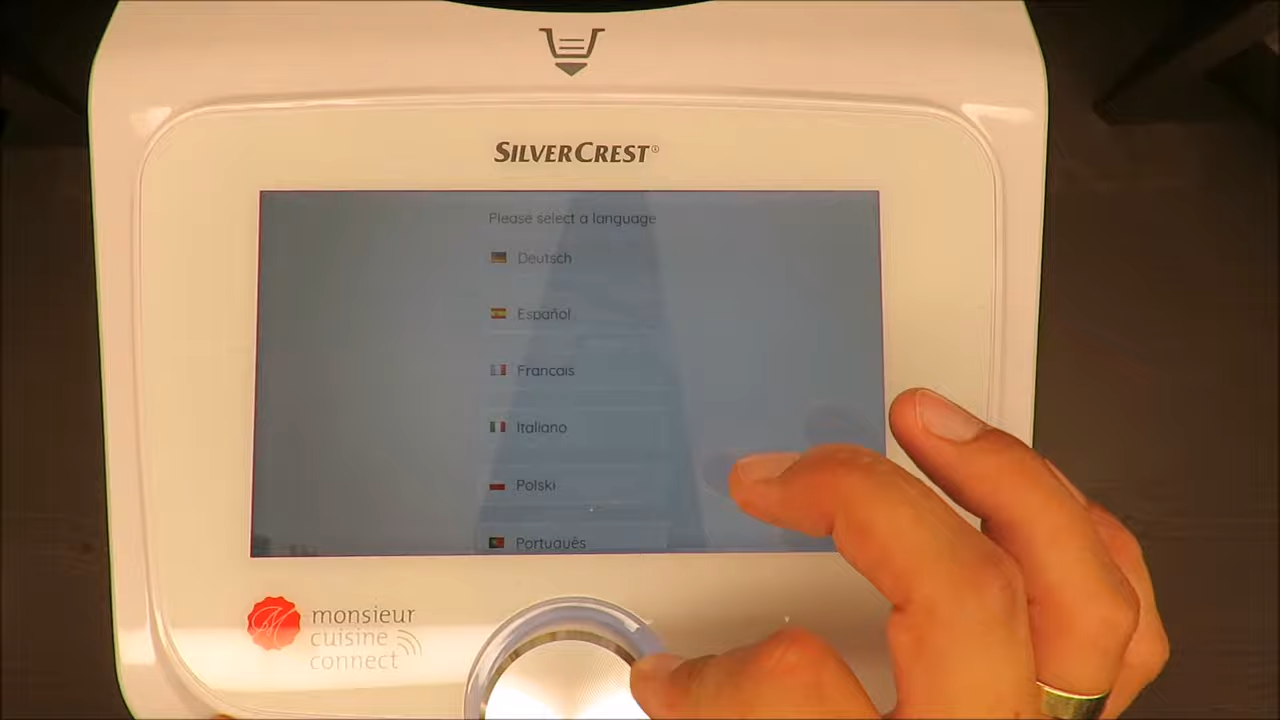 SILVERCREST®
Please select a language
Deutsch
Español
Francais
Italiano
Polski
Português
monsieur
cuisine
connect